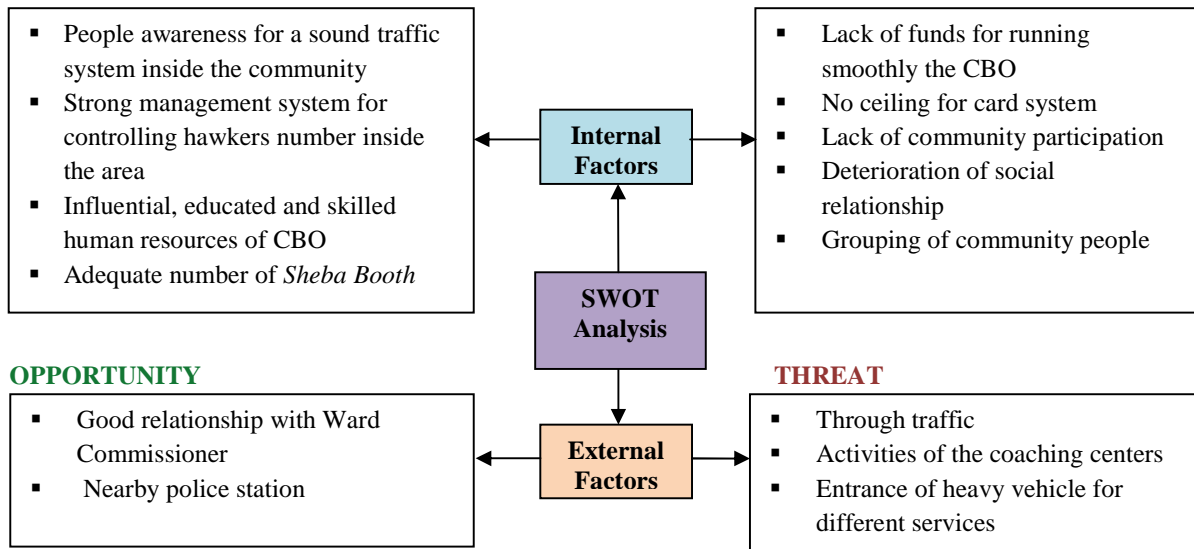 ▪ People awareness for a sound traffic
system inside the community
▪ Strong management system for
controlling hawkers number inside
the area
▪ Influential, educated and skilled
human resources of CBO
▪ Adequate number of Sheba Booth
Internal
Factors
▪ Lack of funds for running
smoothly the CBO
▪ No ceiling for card system
▪ Lack of community participation
▪ Deterioration of social
relationship
▪ Grouping of community people
SWOT
Analysis
OPPORTUNITY
▪ Good relationship with Ward
Commissioner
▪ Nearby police station
External
Factors
THREAT
▪ Through traffic
▪ Activities of the coaching centers
▪ Entrance of heavy vehicle for
different services